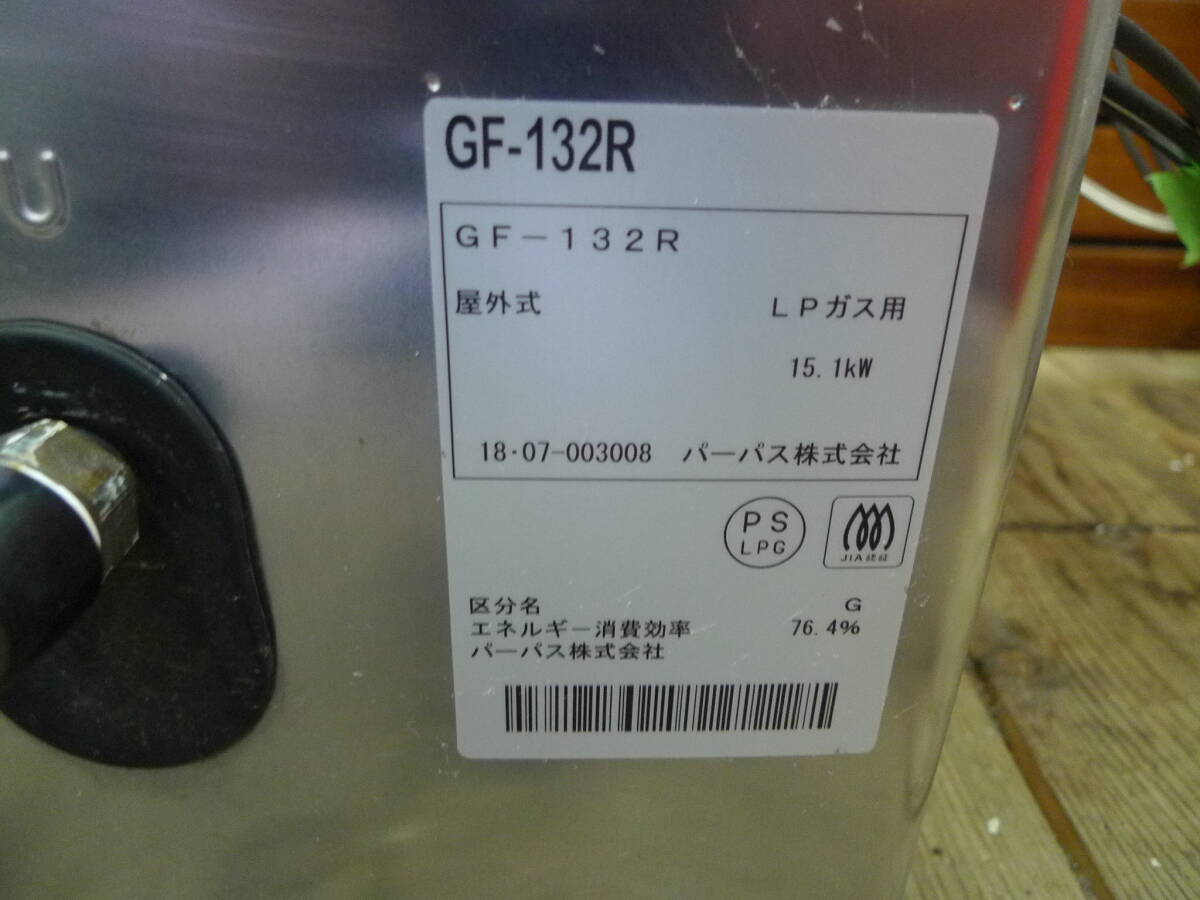 U
GF-132R
GF-132R
屋外式 LPガス用
15.1kW
18・07-003008 パーパス株式会社
PS
LPG
JIA認証
区分名 G
エネルギー消費効率 76.4%
パーパス株式会社